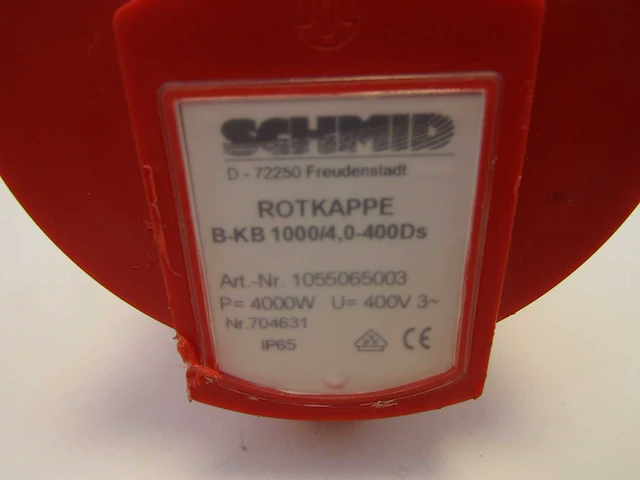 SCHMID
D - 72250 Freudenstadt
ROTKAPPE
B-KB 1000/4,0-400Ds
Art.-Nr. 1055065003
P= 4000W U= 400V 3~
Nr.704631
IP65 CE